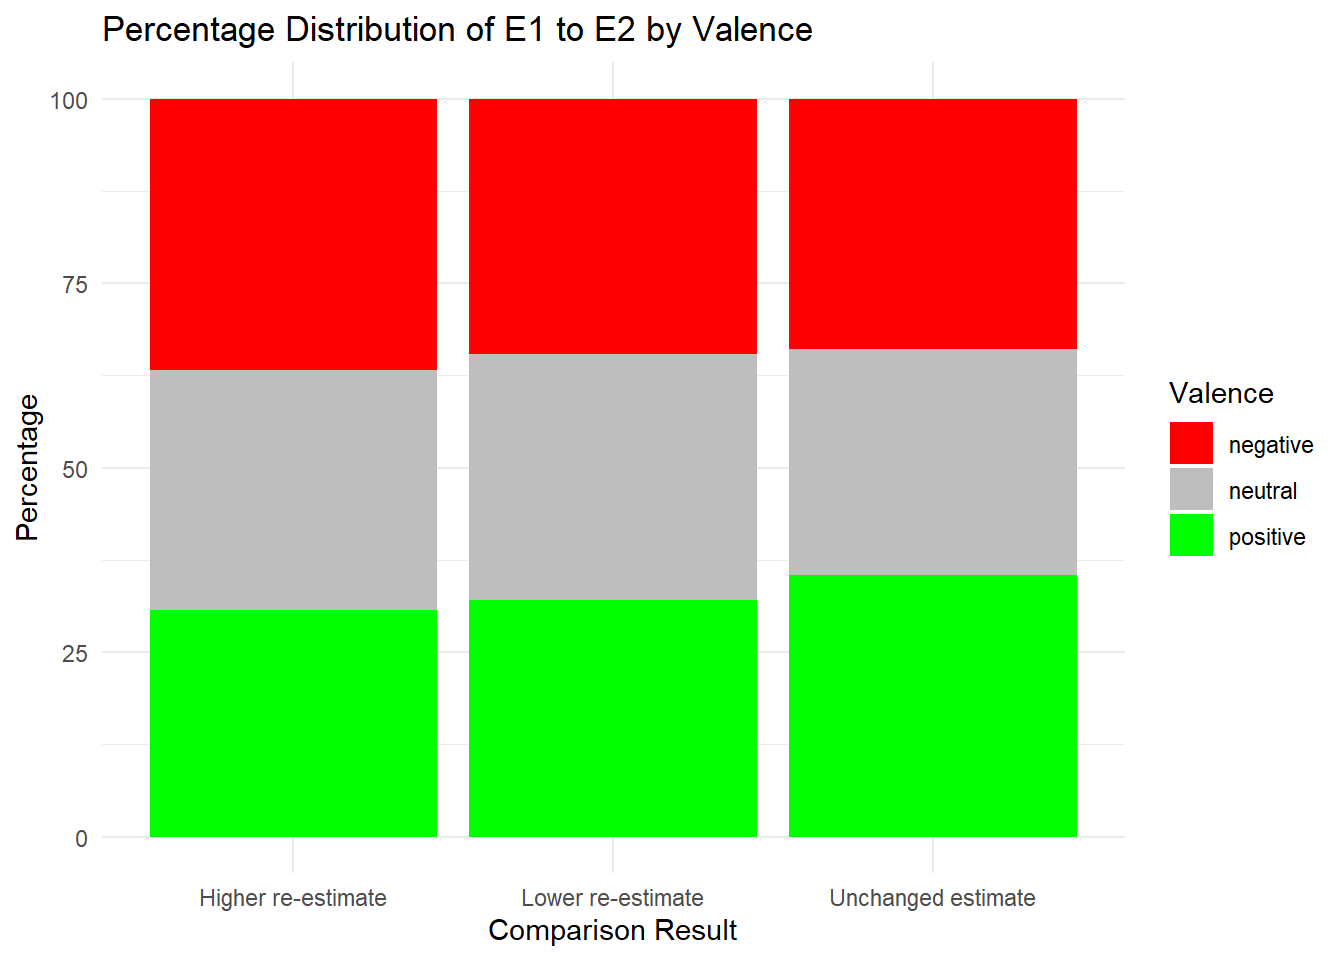 Percentage Distribution of E1 to E2 by Valence
Percentage
100
75
50
25
0
Higher re-estimate
Lower re-estimate
Unchanged estimate
Comparison Result
Valence
negative
neutral
positive